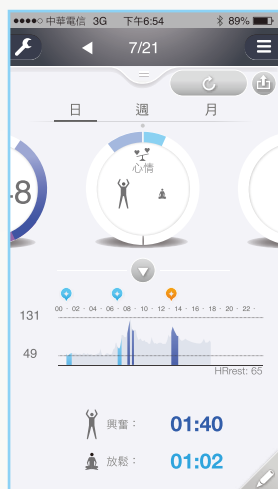 中華電信 3G 下午6:54 89%
7/21
日 週 月
8
心情
00 · 02 · 04 · 06 · 08 · 10 · 12 · 14 · 16 · 18 · 20 · 22 ·
131
49
HRrest: 65
興奮： 01:40
放鬆： 01:02